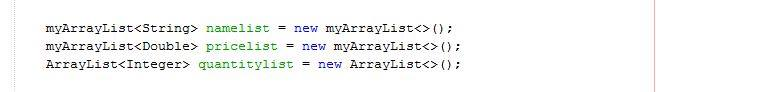 myArrayList<String> namelist = new myArrayList<>();
myArrayList<Double> pricelist = new myArrayList<>();
ArrayList<Integer> quantitylist = new ArrayList<>();